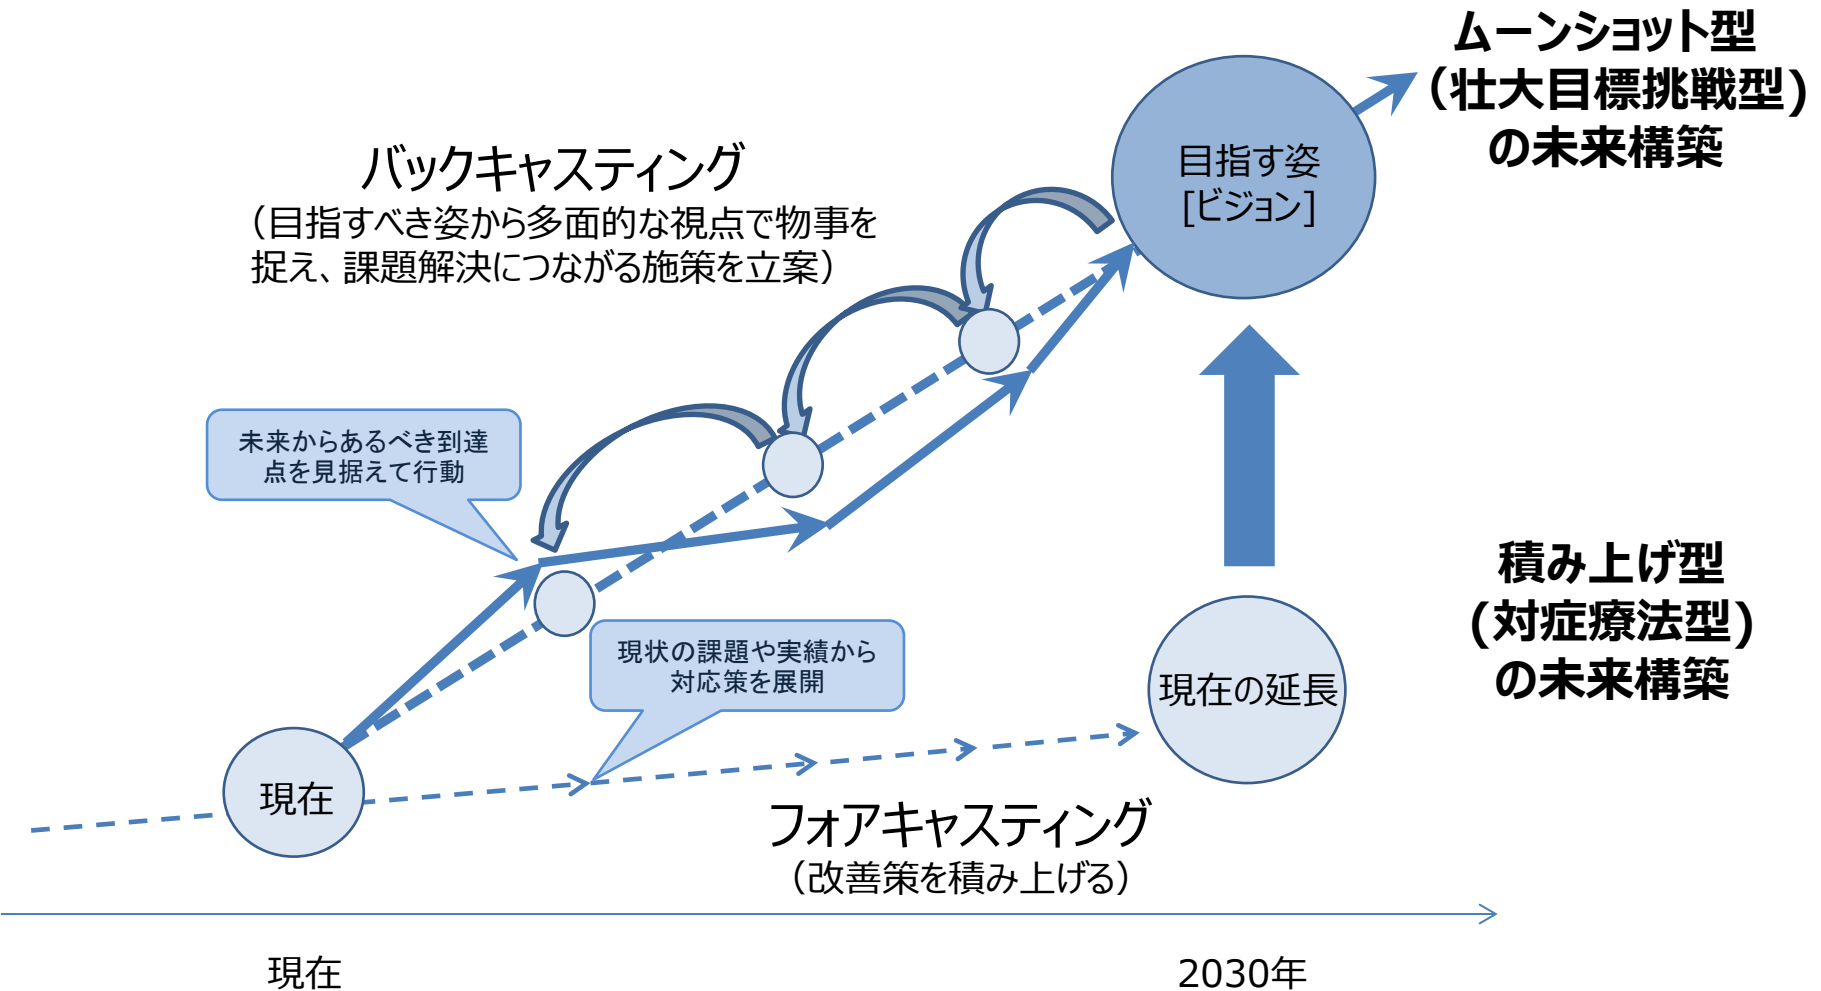 ムーンショット型
（壮大目標挑戦型)
の未来構築
目指す姿
[ビジョン]
バックキャスティング
（目指すべき姿から多面的な視点で物事を
捉え、課題解決につながる施策を立案）
未来からあるべき到達
点を見据えて行動
積み上げ型
(対症療法型)
の未来構築
現状の課題や実績から
対応策を展開
現在の延長
現在
フォアキャスティング
（改善策を積み上げる）
現在
2030年